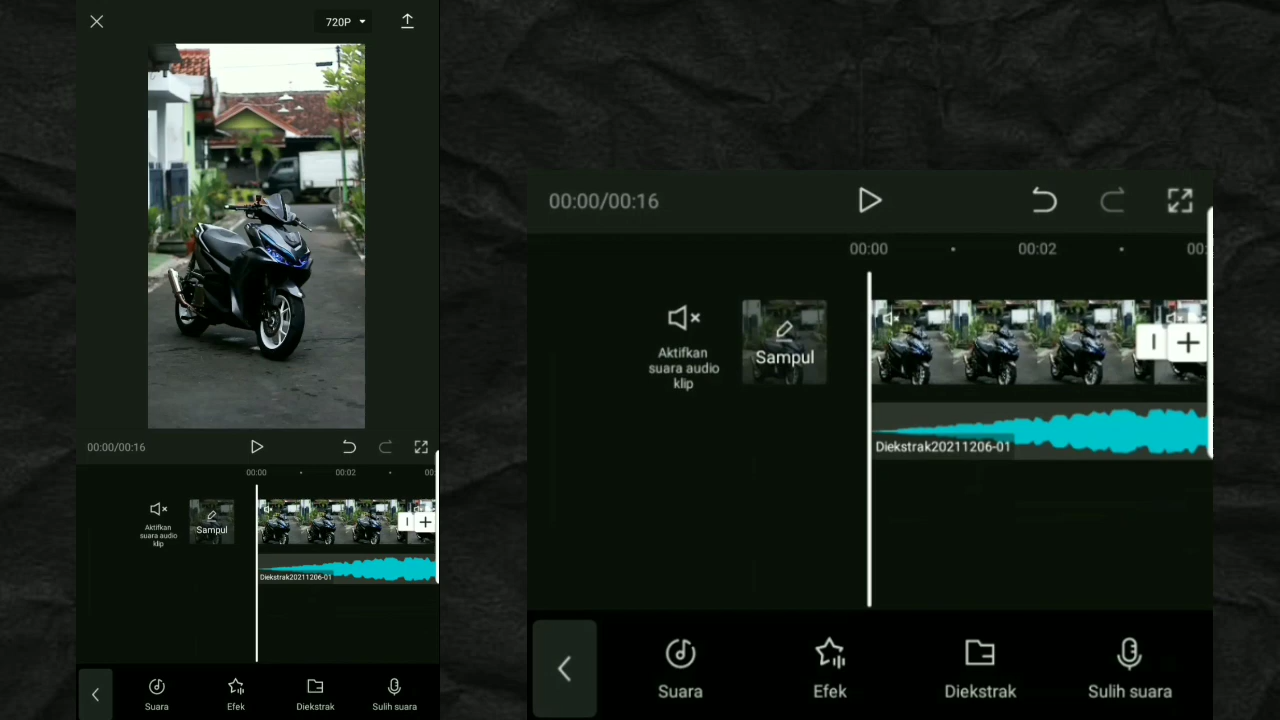 720P
00:00/00:16
00:00
02:00
00:
Aktifkan
suara audio
klip
Sampul
Diekstrak20211206-01
Suara
Efek
Diekstrak
Sulih suara
00:00/00:16
00:00
00:02
00:
Aktifkan
suara audio
klip
Sampul
Diekstrak20211206-01
Suara
Efek
Diekstrak
Sulih suara